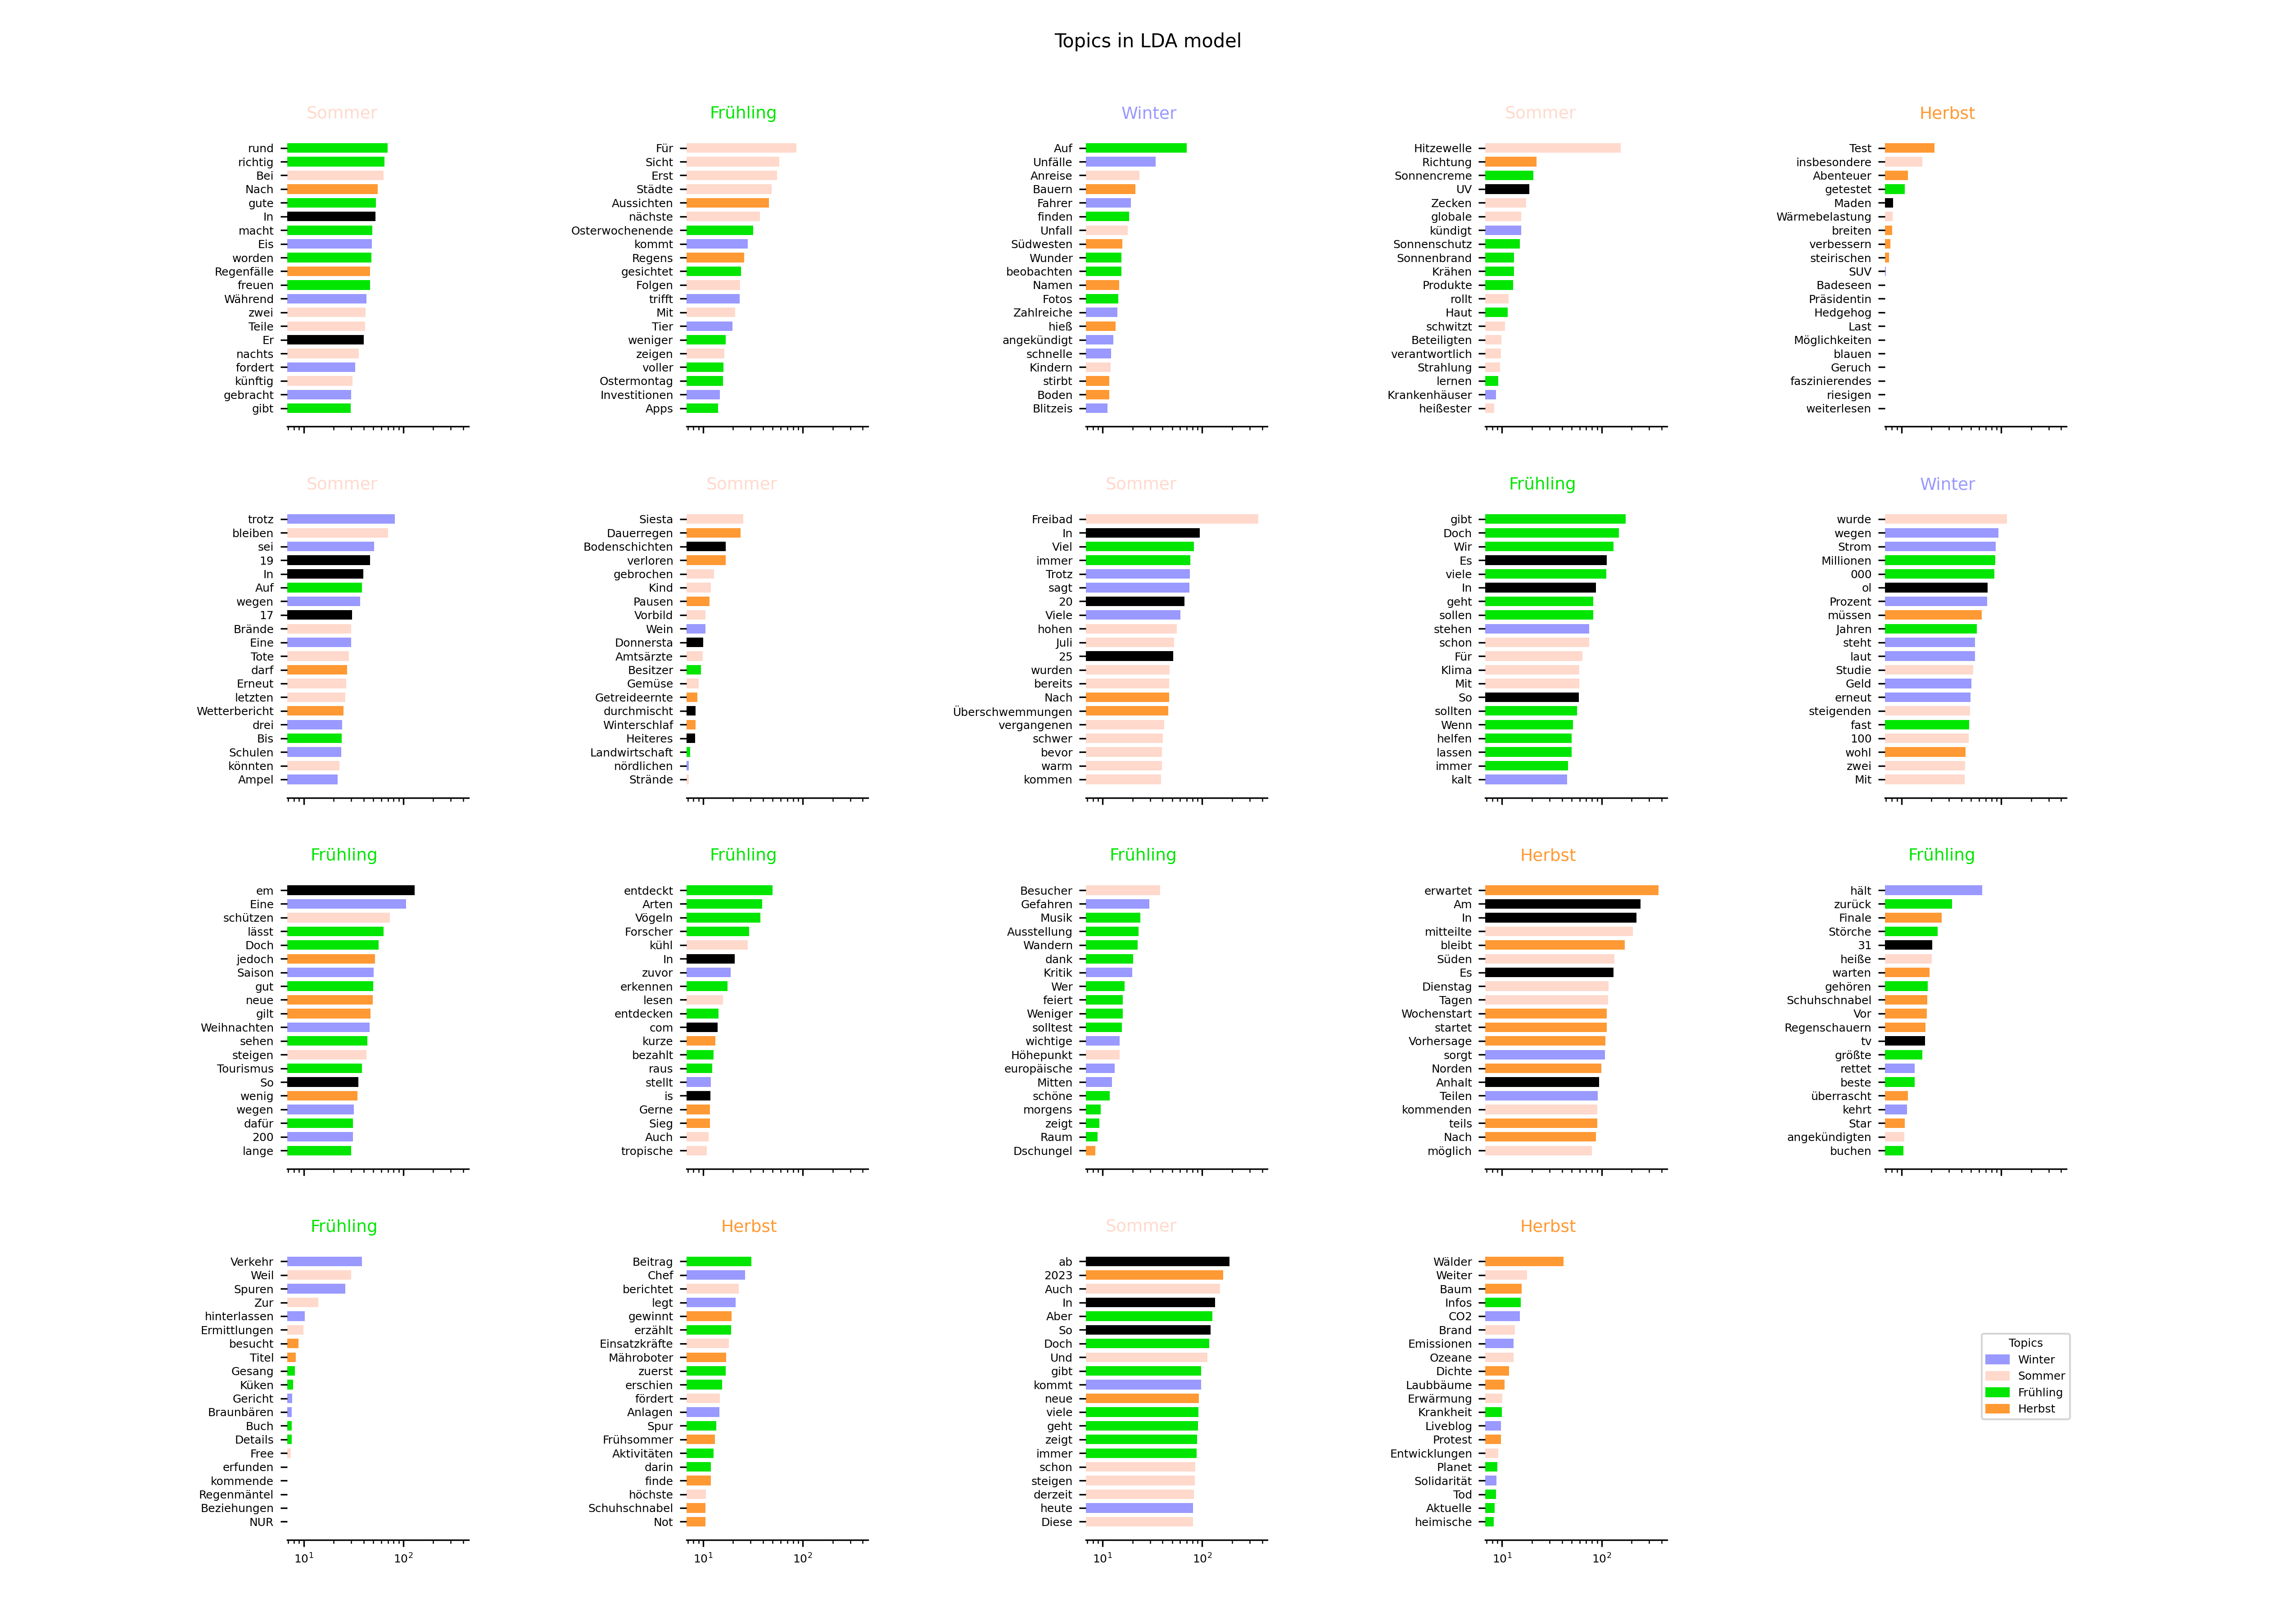 Topics in LDA model
Sommer
rund
richtig
Bei
Nach
gute
In
macht
Eis
worden
Regenfälle
freuen
Während
zwei
Teile
Er
nachts
fordert
künftig
gebracht
gibt
Frühling
Für
Sicht
Erst
Städte
Aussichten
nächste
Osterwochenende
kommt
Regens
gesichtet
Folgen
trifft
Mit
Tier
weniger
zeigen
voller
Ostermontag
Investitionen
Apps
Winter
Auf
Unfälle
Anreise
Bauern
Fahrer
finden
Unfall
Südwesten
Wunder
beobachten
Namen
Fotos
Zahlreiche
hieß
angekündigt
schnelle
Kindern
stirbt
Boden
Blitzeis
Sommer
Hitzewelle
Richtung
Sonnencreme
UV
Zecken
globale
kündigt
Sonnenschutz
Sonnenbrand
Krähen
Produkte
rollt
Haut
schwitzt
Beteiligten
verantwortlich
Strahlung
lernen
Krankenhäuser
heißester
Herbst
Test
insbesondere
Abenteuer
getestet
Maden
Wärmebelastung
breiten
verbessern
steirischen
SUV
Badeseen
Präsidentin
Hedgehog
Last
Möglichkeiten
blauen
Geruch
faszinierendes
riesigen
weiterlesen
Sommer
trotz
bleiben
sei
19
In
Auf
wegen
17
Brände
Eine
Tote
darf
Erneut
letzten
Wetterbericht
drei
Bis
Schulen
könnten
Ampel
Sommer
Siesta
Dauerregen
Bodenschichten
verloren
gebrochen
Kind
Pausen
Vorbild
Wein
Donnersta
Amtsärzte
Besitzer
Gemüse
Getreideernte
durchmischt
Winterschlaf
Heiteres
Landwirtschaft
nördlichen
Strände
Sommer
Freibad
In
Viel
immer
Trotz
sagt
20
Viele
hohen
Juli
25
wurden
bereits
Nach
Überschwemmungen
vergangenen
schwer
bevor
warm
kommen
Frühling
gibt
Doch
Wir
Es
viele
In
geht
sollen
stehen
schon
Für
Klima
Mit
So
sollten
Wenn
helfen
lassen
immer
kalt
Winter
wurde
wegen
Strom
Millionen
000
ol
Prozent
müssen
Jahren
steht
laut
Studie
Geld
erneut
steigenden
fast
100
wohl
zwei
Mit
Frühling
em
Eine
schützen
lässt
Doch
jedoch
Saison
gut
neue
gilt
Weihnachten
sehen
steigen
Tourismus
So
wenig
wegen
dafür
200
lange
Frühling
entdeckt
Arten
Vögeln
Forscher
kühl
In
zuvor
erkennen
lesen
entdecken
com
kurze
bezahlt
raus
stellt
is
Gerne
Sieg
Auch
tropische
Frühling
Besucher
Gefahren
Musik
Ausstellung
Wandern
dank
Kritik
Wer
feiert
Weniger
solltest
wichtige
Höhepunkt
europäische
Mitten
schöne
morgens
zeigt
Raum
Dschungel
Herbst
erwartet
Am
In
mitteilte
bleibt
Süden
Es
Dienstag
Tagen
Wochenstart
startet
Vorhersage
sorgt
Norden
Anhalt
Teilen
kommenden
teils
Nach
möglich
Frühling
hält
zurück
Finale
Störche
31
heiße
warten
gehören
Schuhschnabel
Vor
Regenschauern
tv
größte
rettet
beste
überrascht
kehrt
Star
angekündigten
buchen
Frühling
Verkehr
Weil
Spuren
Zur
hinterlassen
Ermittlungen
besucht
Titel
Gesang
Küken
Gericht
Braunbären
Buch
Details
Free
erfunden
kommende
Regenmäntel
Beziehungen
NUR
10¹ 10²
Herbst
Beitrag
Chef
berichtet
legt
gewinnt
erzählt
Einsatzkräfte
Mähroboter
zuerst
erschien
fördert
Anlagen
Spur
Frühsommer
Aktivitäten
darin
finde
höchste
Schuhschnabel
Not
10¹ 10²
Sommer
ab
2023
Auch
In
Aber
So
Doch
Und
gibt
kommt
neue
viele
geht
zeigt
immer
schon
steigen
derzeit
heute
Diese
10¹ 10²
Herbst
Wälder
Weiter
Baum
Infos
CO2
Brand
Emissionen
Ozeane
Dichte
Laubbäume
Erwärmung
Krankheit
Liveblog
Protest
Entwicklungen
Planet
Solidarität
Tod
Aktuelle
heimische
10¹ 10²
Topics
Winter
Sommer
Frühling
Herbst